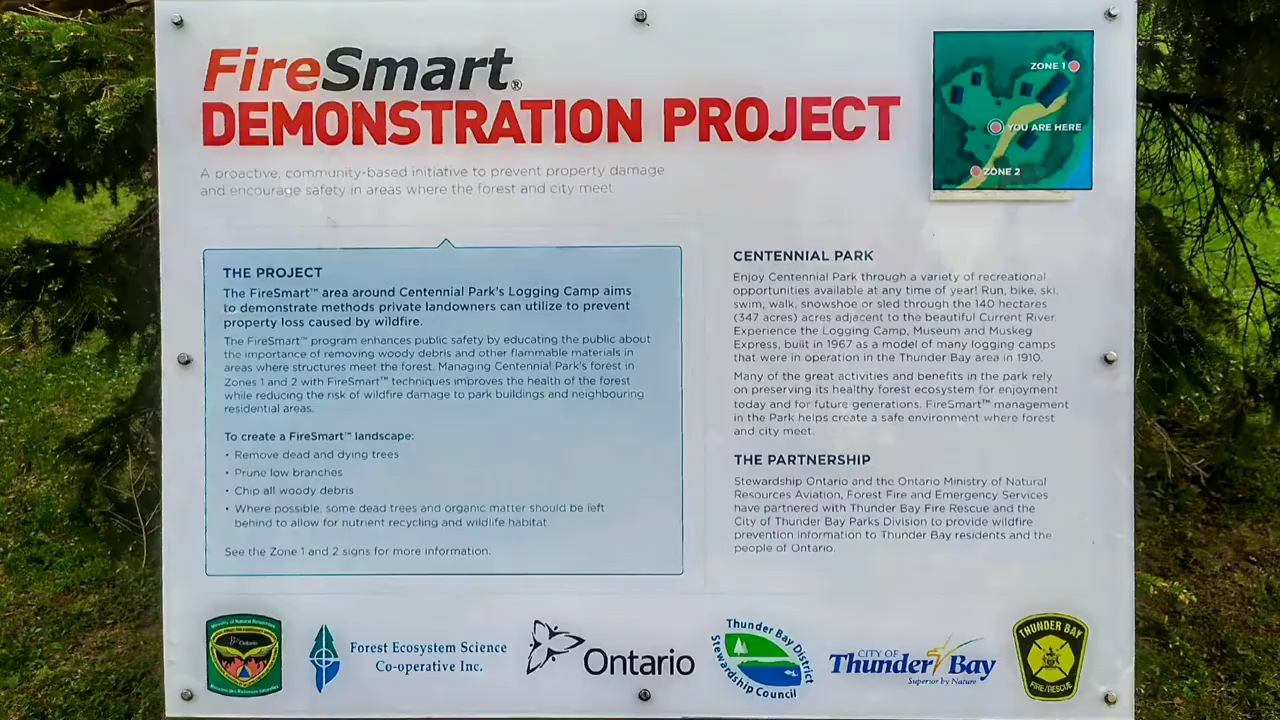 FireSmart®
DEMONSTRATION PROJECT
A proactive, community-based initiative to prevent property damage
and encourage safety in areas where the forest and city meet.
ZONE 1
YOU ARE HERE
ZONE 2
THE PROJECT
The FireSmart™ area around Centennial Park's Logging Camp aims
to demonstrate methods private landowners can utilize to prevent
property loss caused by wildfire.
The FireSmart™ program enhances public safety by educating the public about
the importance of removing woody debris and other flammable materials in
areas where structures meet the forest. Managing Centennial Park's forest in
Zones 1 and 2 with FireSmart™ techniques improves the health of the forest
while reducing the risk of wildfire damage to park buildings and neighbouring
residential areas.
To create a FireSmart™ landscape:
• Remove dead and dying trees
• Prune low branches
• Chip all woody debris
• Where possible, some dead trees and organic matter should be left
behind to allow for nutrient recycling and wildlife habitat.
See the Zone 1 and 2 signs for more information.
CENTENNIAL PARK
Enjoy Centennial Park through a variety of recreational
opportunities available at any time of year! Run, bike, ski,
swim, walk, snowshoe or sled through the 140 hectares
(347 acres) acres adjacent to the beautiful Current River.
Experience the Logging Camp, Museum and Muskeg
Express, built in 1967 as a model of many logging camps
that were in operation in the Thunder Bay area in 1910.
Many of the great activities and benefits in the park rely
on preserving its healthy forest ecosystem for enjoyment
today and for future generations. FireSmart™ management
in the Park helps create a safe environment where forest
and city meet.
THE PARTNERSHIP
Stewardship Ontario and the Ontario Ministry of Natural
Resources Aviation, Forest Fire and Emergency Services
have partnered with Thunder Bay Fire Rescue and the
City of Thunder Bay Parks Division to provide wildfire
prevention information to Thunder Bay residents and the
people of Ontario.
Ministry of Natural Resources
Ontario
Ministère des Richesses naturelles
Forest Ecosystem Science
Co-operative Inc.
Ontario
Thunder Bay District
Stewardship Council
CITY OF
Thunder Bay
Superior by Nature
THUNDER BAY
FIRE/RESCUE